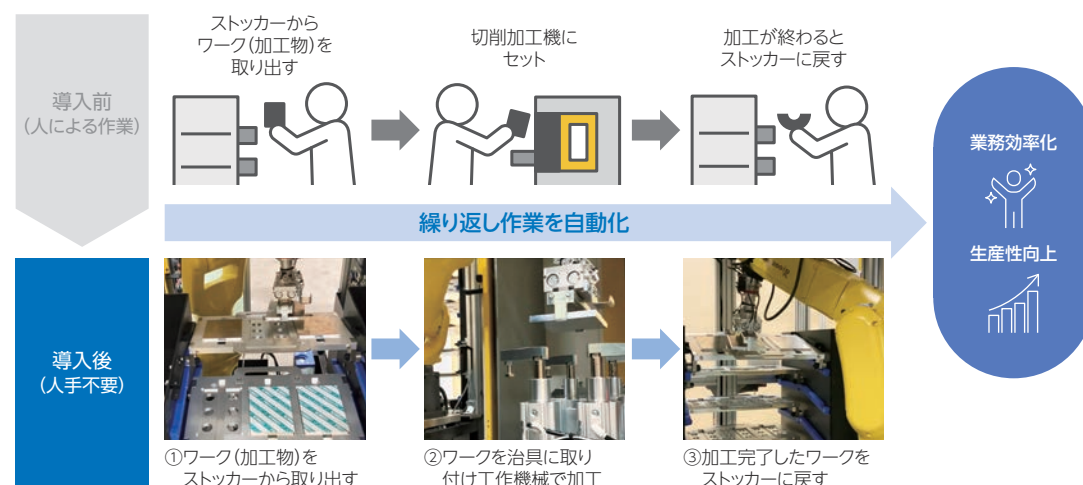 ストッカーから
ワーク(加工物)を
取り出す
切削加工機に
セット
加工が終わると
ストッカーに戻す
導入前
(人による作業)
繰り返し作業を自動化
業務効率化
生産性向上
導入後
(人手不要)
①ワーク(加工物)を
ストッカーから取り出す
②ワークを治具に取り
付け工作機械で加工
③加工完了したワークを
ストッカーに戻す